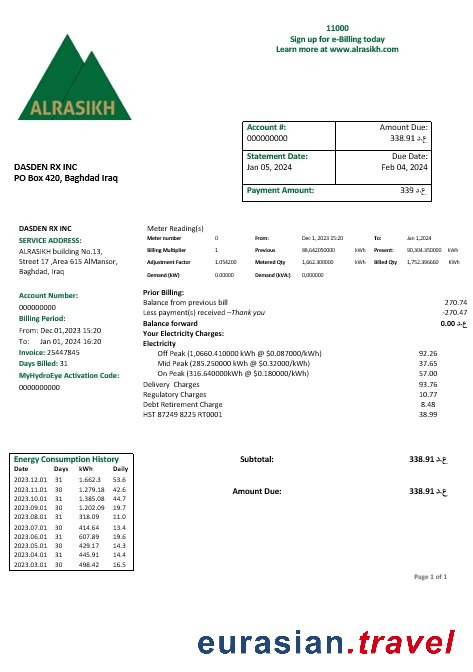 11000
Sign up for e-Billing today
Learn more at www.alrasikh.com
ALRASIKH
Account #:
000000000
Amount Due:
338.91 ع.د
Statement Date:
Jan 05, 2024
Due Date:
Feb 04, 2024
Payment Amount: 339 ع.د
DASDEN RX INC
PO Box 420, Baghdad Iraq
DASDEN RX INC
SERVICE ADDRESS:
ALRASIKH building No.13,
Street 17 ,Area 615 AlMansor,
Baghdad, Iraq
Account Number:
000000000
Billing Period:
From: Dec 01,2023 15:20
To: Jan 01, 2024 16:20
Invoice: 25447845
Days Billed: 31
MyHydroEye Activation Code:
0000000000
Meter Reading(s)
Meter number 0 From: Dec 1, 2023 15:20 To: Jan 1,2024
Billing Multiplier 1 Previous 88,642050000 kWh Present: 90,304.350000 kWh
Adjustment Factor 1.054200 Metered Qty 1,662.300000 kWh Billed Qty 1,752.396660 KWh
Demand (kW) 0.00000 Demand (kVA:) 0,000000
Prior Billing:
Balance from previous bill 270.74
Less payment(s) received –Thank you -270.47
Balance forward 0.00 ع.د
Your Electricity Charges:
Electricity
Off Peak (1,0660.410000 kWh @ $0.087000/kWh) 92.26
Mid Peak (285.250000 kWh @ $0.32000/kWh) 37.65
On Peak (316.640000kWh @ $0.180000/kWh) 57.00
Delivery Charges 93.76
Regulatory Charges 10.77
Debt Retirement Charge 8.48
HST 87249 8225 RT0001 38.99
Energy Consumption History
Date Days kWh Daily
2023.12.01 31 1.662.3 53.6
2023.11.01 30 1.279.18 42.6
2023.10.01 31 1.385.08 44.7
2023.09.01 30 1.202.09 19.7
2023.08.01 31 318.09 11.0
2023.07.01 30 414.64 13.4
2023.06.01 31 607.89 19.6
2023.05.01 30 429.17 14.3
2023.04.01 31 445.91 14.4
2023.03.01 30 498.42 16.5
Subtotal: 338.91 ع.د
Amount Due: 338.91 ع.د
Page 1 of 1
eurasian.travel